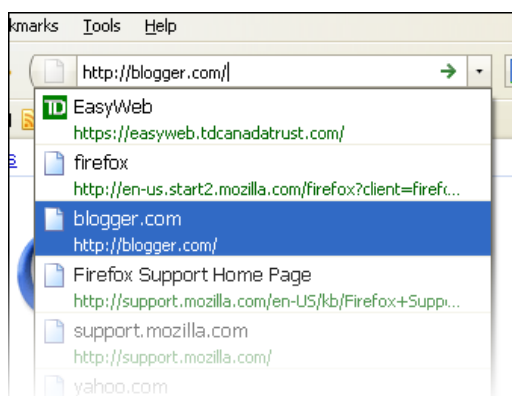 kmarks Tools Help
http://blogger.com/
TD EasyWeb
https://easyweb.tdcanadatrust.com/
firefox
http://en-us.start2.mozilla.com/firefox?client=firefc...
blogger.com
http://blogger.com/
Firefox Support Home Page
http://support.mozilla.com/en-US/kb/Firefox+Suppo...
support.mozilla.com
http://support.mozilla.com/
yahoo.com